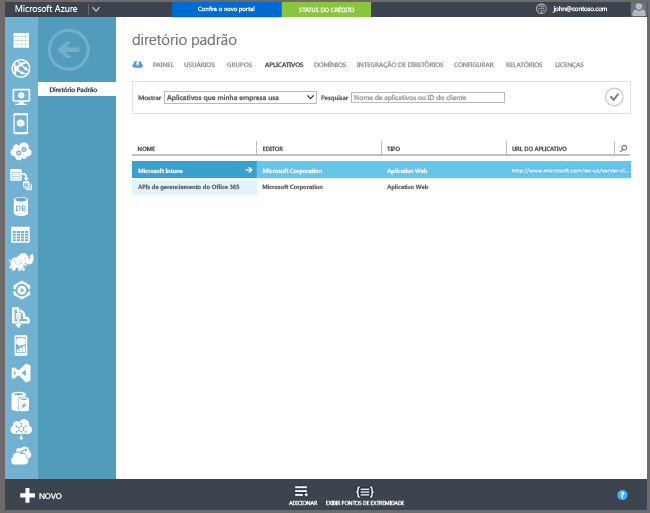 Microsoft Azure
Confira o novo portal
STATUS DO CRÉDITO
john@contoso.com
diretório padrão
Diretório Padrão
PAINEL USUÁRIOS GRUPOS APLICATIVOS DOMÍNIOS INTEGRAÇÃO DE DIRETÓRIOS CONFIGURAR RELATÓRIOS LICENÇAS
Mostrar Aplicativos que minha empresa usa Pesquisar Nome de aplicativos ou ID do cliente
NOME EDITOR TIPO URL DO APLICATIVO
Microsoft Intune Microsoft Corporation Aplicativo Web http://www.microsoft.com/en-us/server-cl...
APIs de gerenciamento do Office 365 Microsoft Corporation Aplicativo Web
DB
NOVO
ADICIONAR
EXIBIR PONTOS DE EXTREMIDADE
?